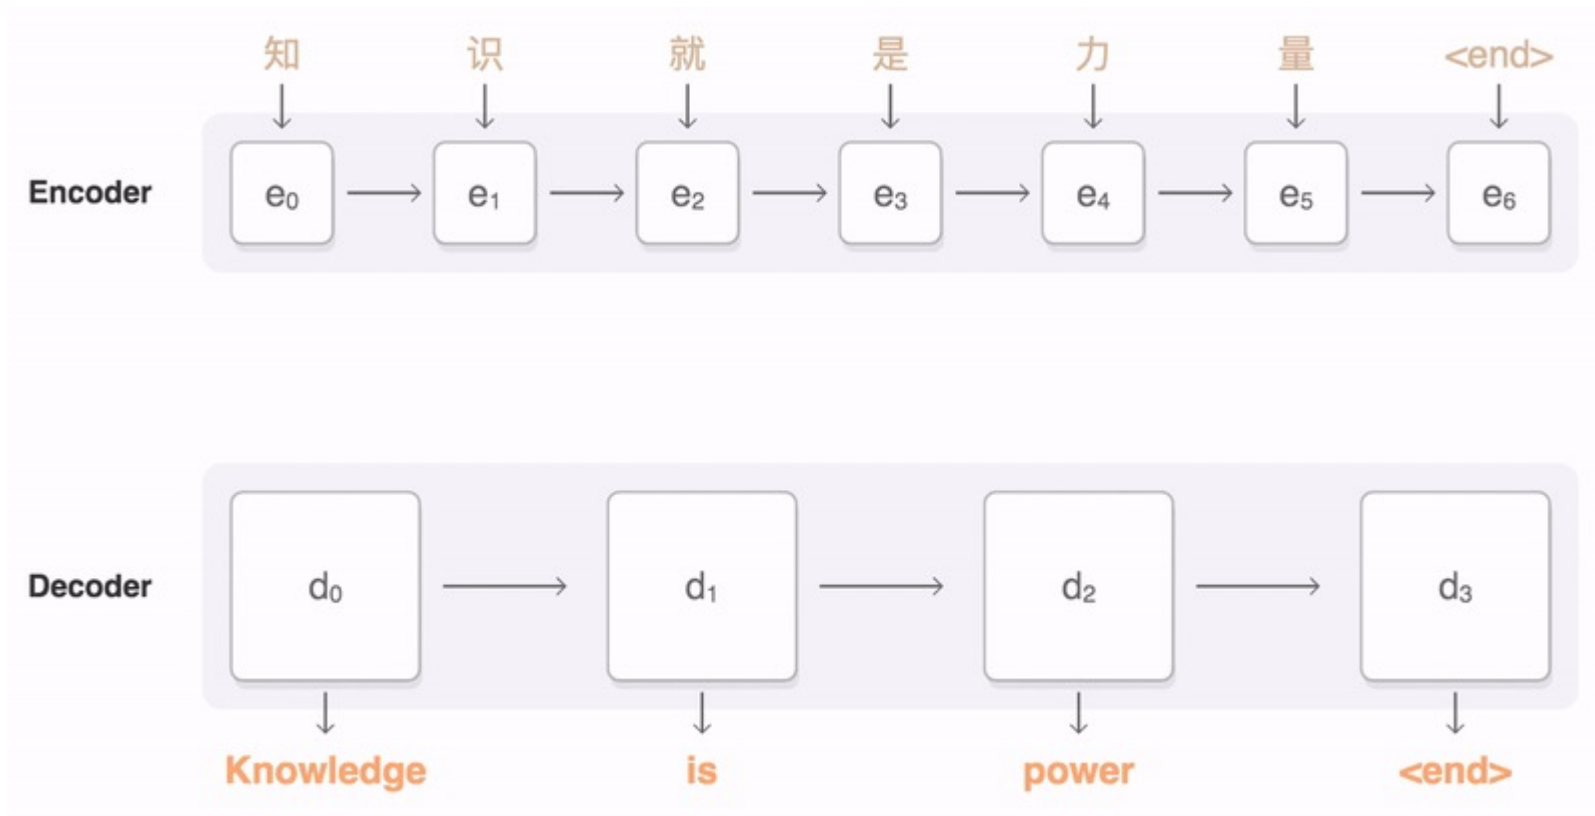 知 识 就 是 力 量 <end>
Encoder e₀ e₁ e₂ e₃ e₄ e₅ e₆
Decoder d₀ d₁ d₂ d₃
Knowledge is power <end>